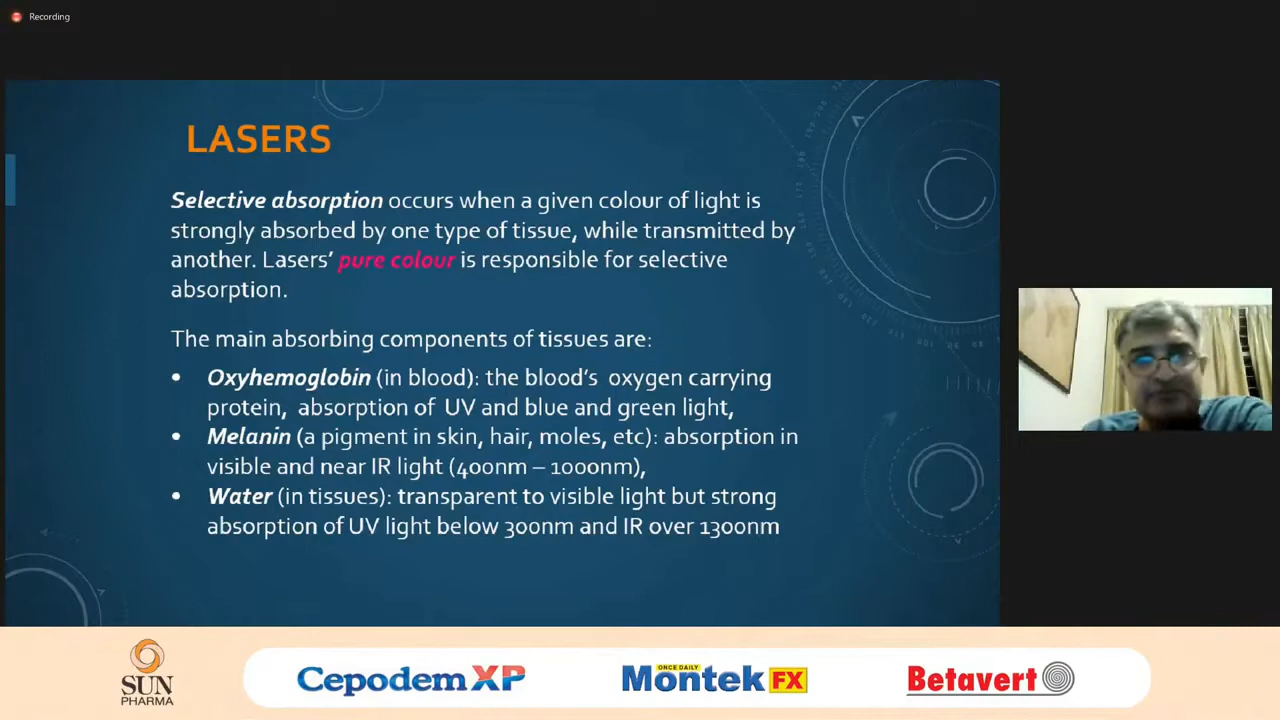 Recording
LASERS
Selective absorption occurs when a given colour of light is
strongly absorbed by one type of tissue, while transmitted by
another. Lasers’ pure colour is responsible for selective
absorption.
The main absorbing components of tissues are:
• Oxyhemoglobin (in blood): the blood’s oxygen carrying
protein, absorption of UV and blue and green light,
• Melanin (a pigment in skin, hair, moles, etc): absorption in
visible and near IR light (400nm – 1000nm),
• Water (in tissues): transparent to visible light but strong
absorption of UV light below 300nm and IR over 1300nm
SUN
PHARMA
Cepodem XP
ONCE DAILY
Montek FX
Betavert